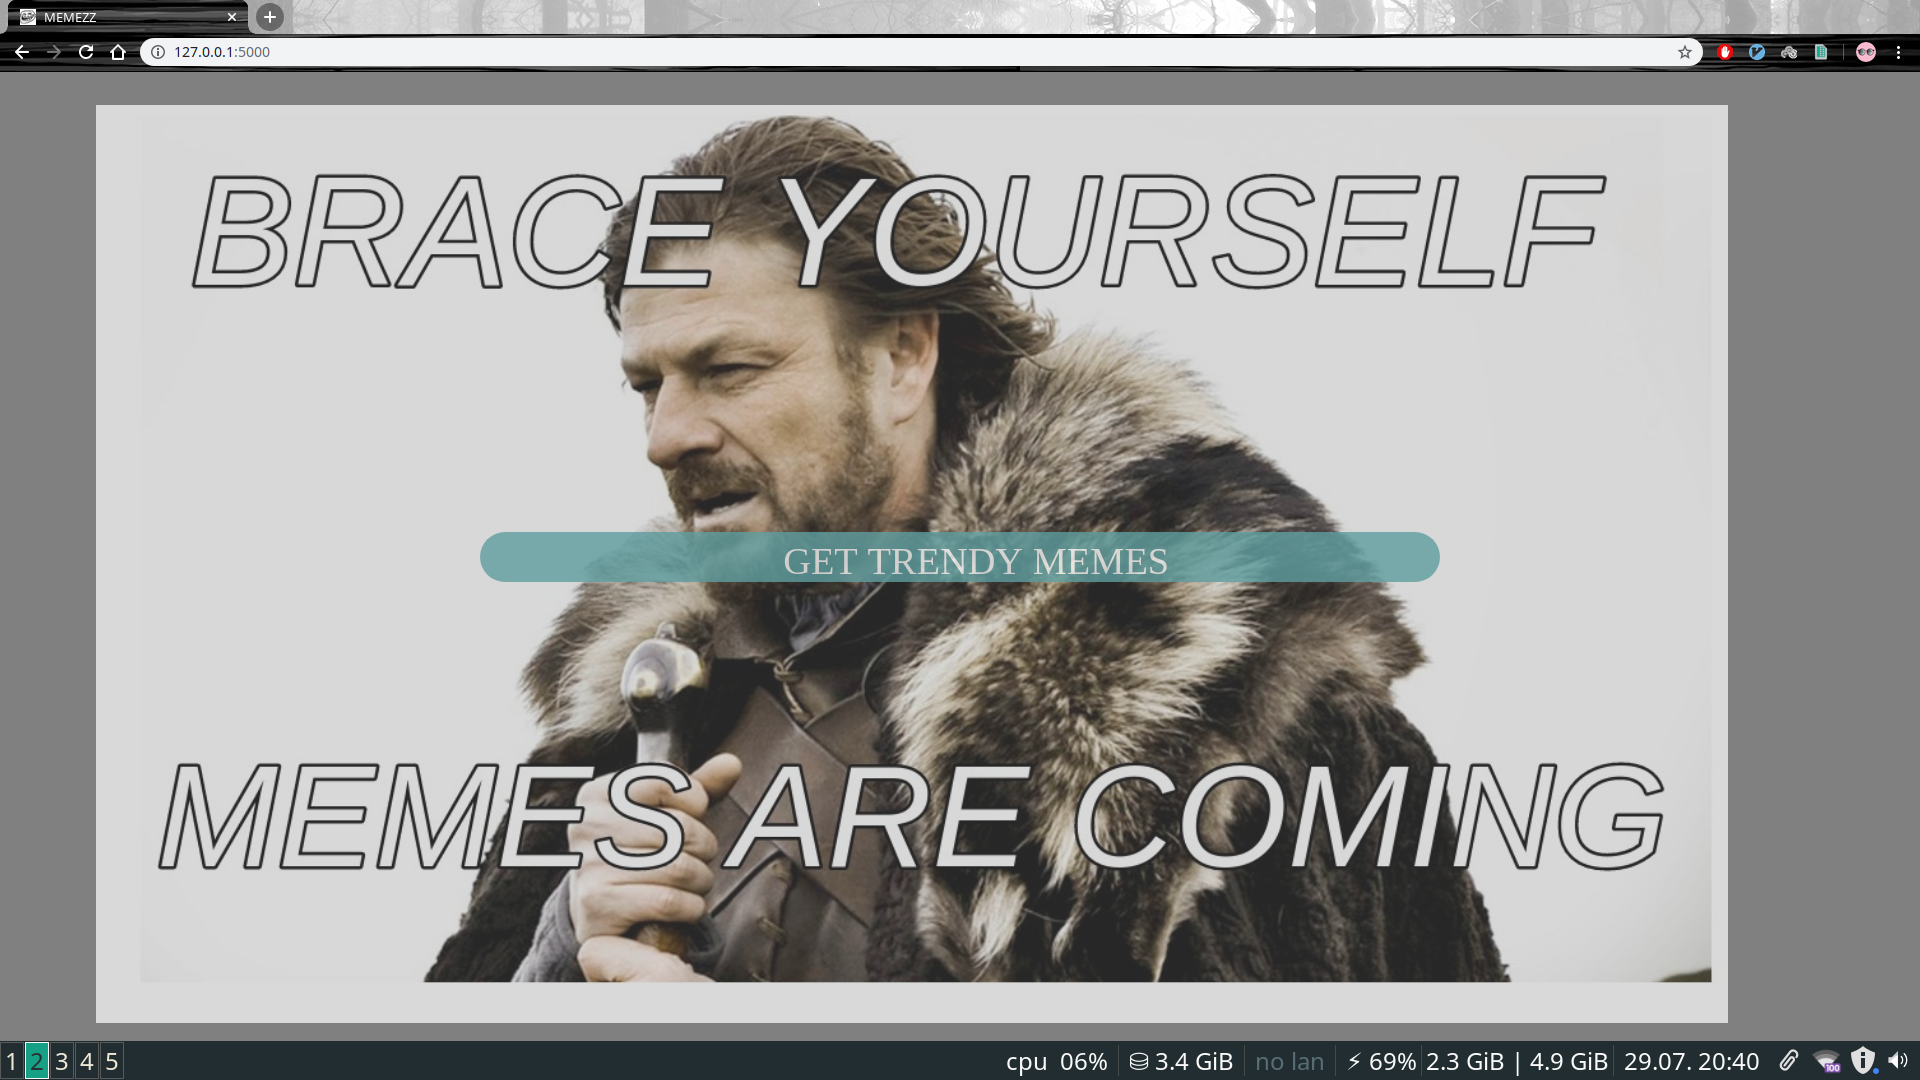 MEMEZZ
127.0.0.1:5000
BRACE YOURSELF
GET TRENDY MEMES
MEMES ARE COMING
1 2 3 4 5 cpu 06% 3.4 GiB no lan ⚡ 69% 2.3 GiB | 4.9 GiB 29.07. 20:40 100